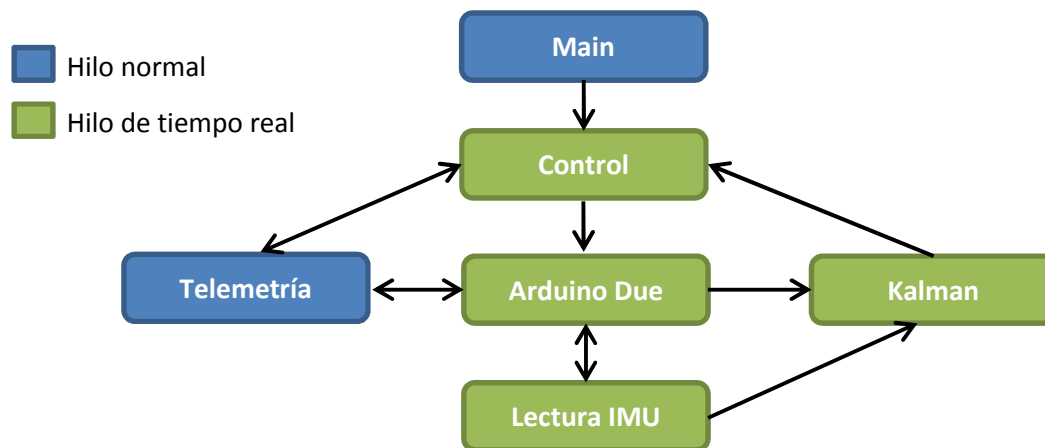 Main
Hilo normal
Hilo de tiempo real
Control
Telemetría
Arduino Due
Kalman
Lectura IMU